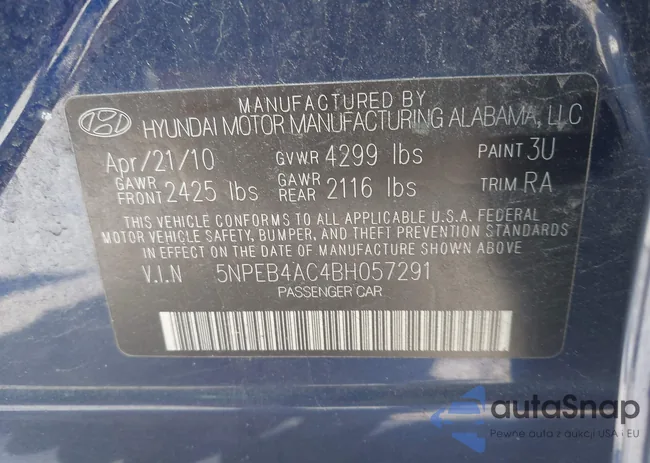 MANUFACTURED BY
HYUNDAI MOTOR MANUFACTURING ALABAMA, LLC
Apr/21/10 GVWR 4299 lbs PAINT 3U
GAWR FRONT 2425 lbs GAWR REAR 2116 lbs TRIM RA
THIS VEHICLE CONFORMS TO ALL APPLICABLE U.S.A. FEDERAL
MOTOR VEHICLE SAFETY, BUMPER, AND THEFT PREVENTION STANDARDS
IN EFFECT ON THE DATE OF MANUFACTURE SHOWN ABOVE.
V.I.N 5NPEB4AC4BH057291
PASSENGER CAR
autaSnap
Pewne auta z aukcji USA i EU